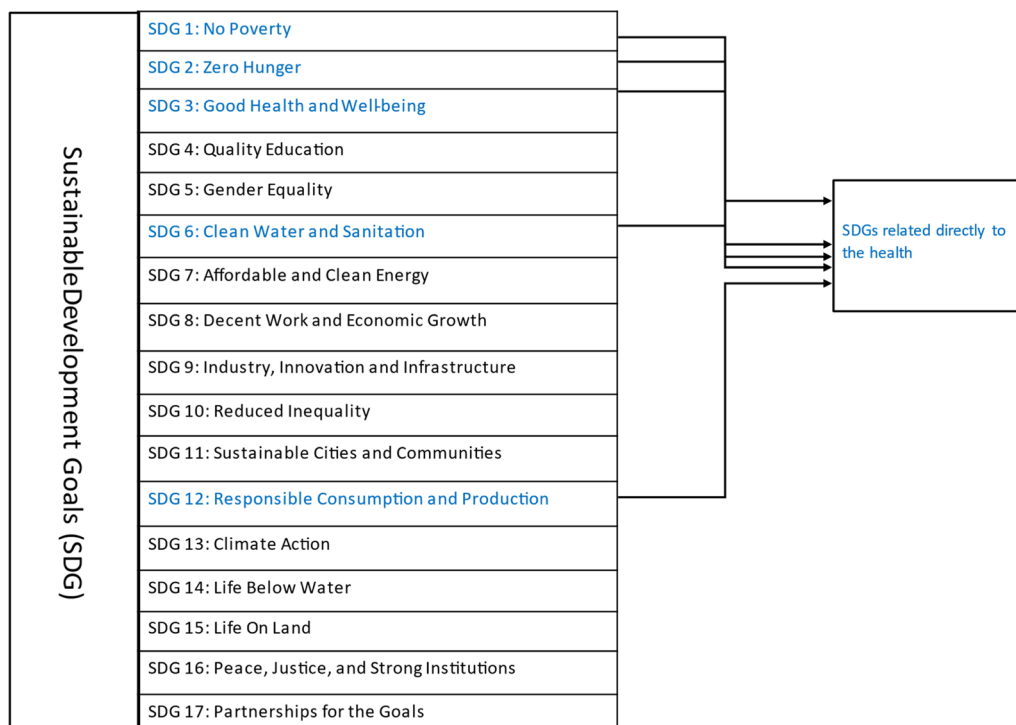 SustainableDevelopment Goals (SDG)
SDG 1: No Poverty
SDG 2: Zero Hunger
SDG 3: Good Health and Well-being
SDG 4: Quality Education
SDG 5: Gender Equality
SDG 6: Clean Water and Sanitation
SDG 7: Affordable and Clean Energy
SDG 8: Decent Work and Economic Growth
SDG 9: Industry, Innovation and Infrastructure
SDG 10: Reduced Inequality
SDG 11: Sustainable Cities and Communities
SDG 12: Responsible Consumption and Production
SDG 13: Climate Action
SDG 14: Life Below Water
SDG 15: Life On Land
SDG 16: Peace, Justice, and Strong Institutions
SDG 17: Partnerships for the Goals
SDGs related directly to
the health